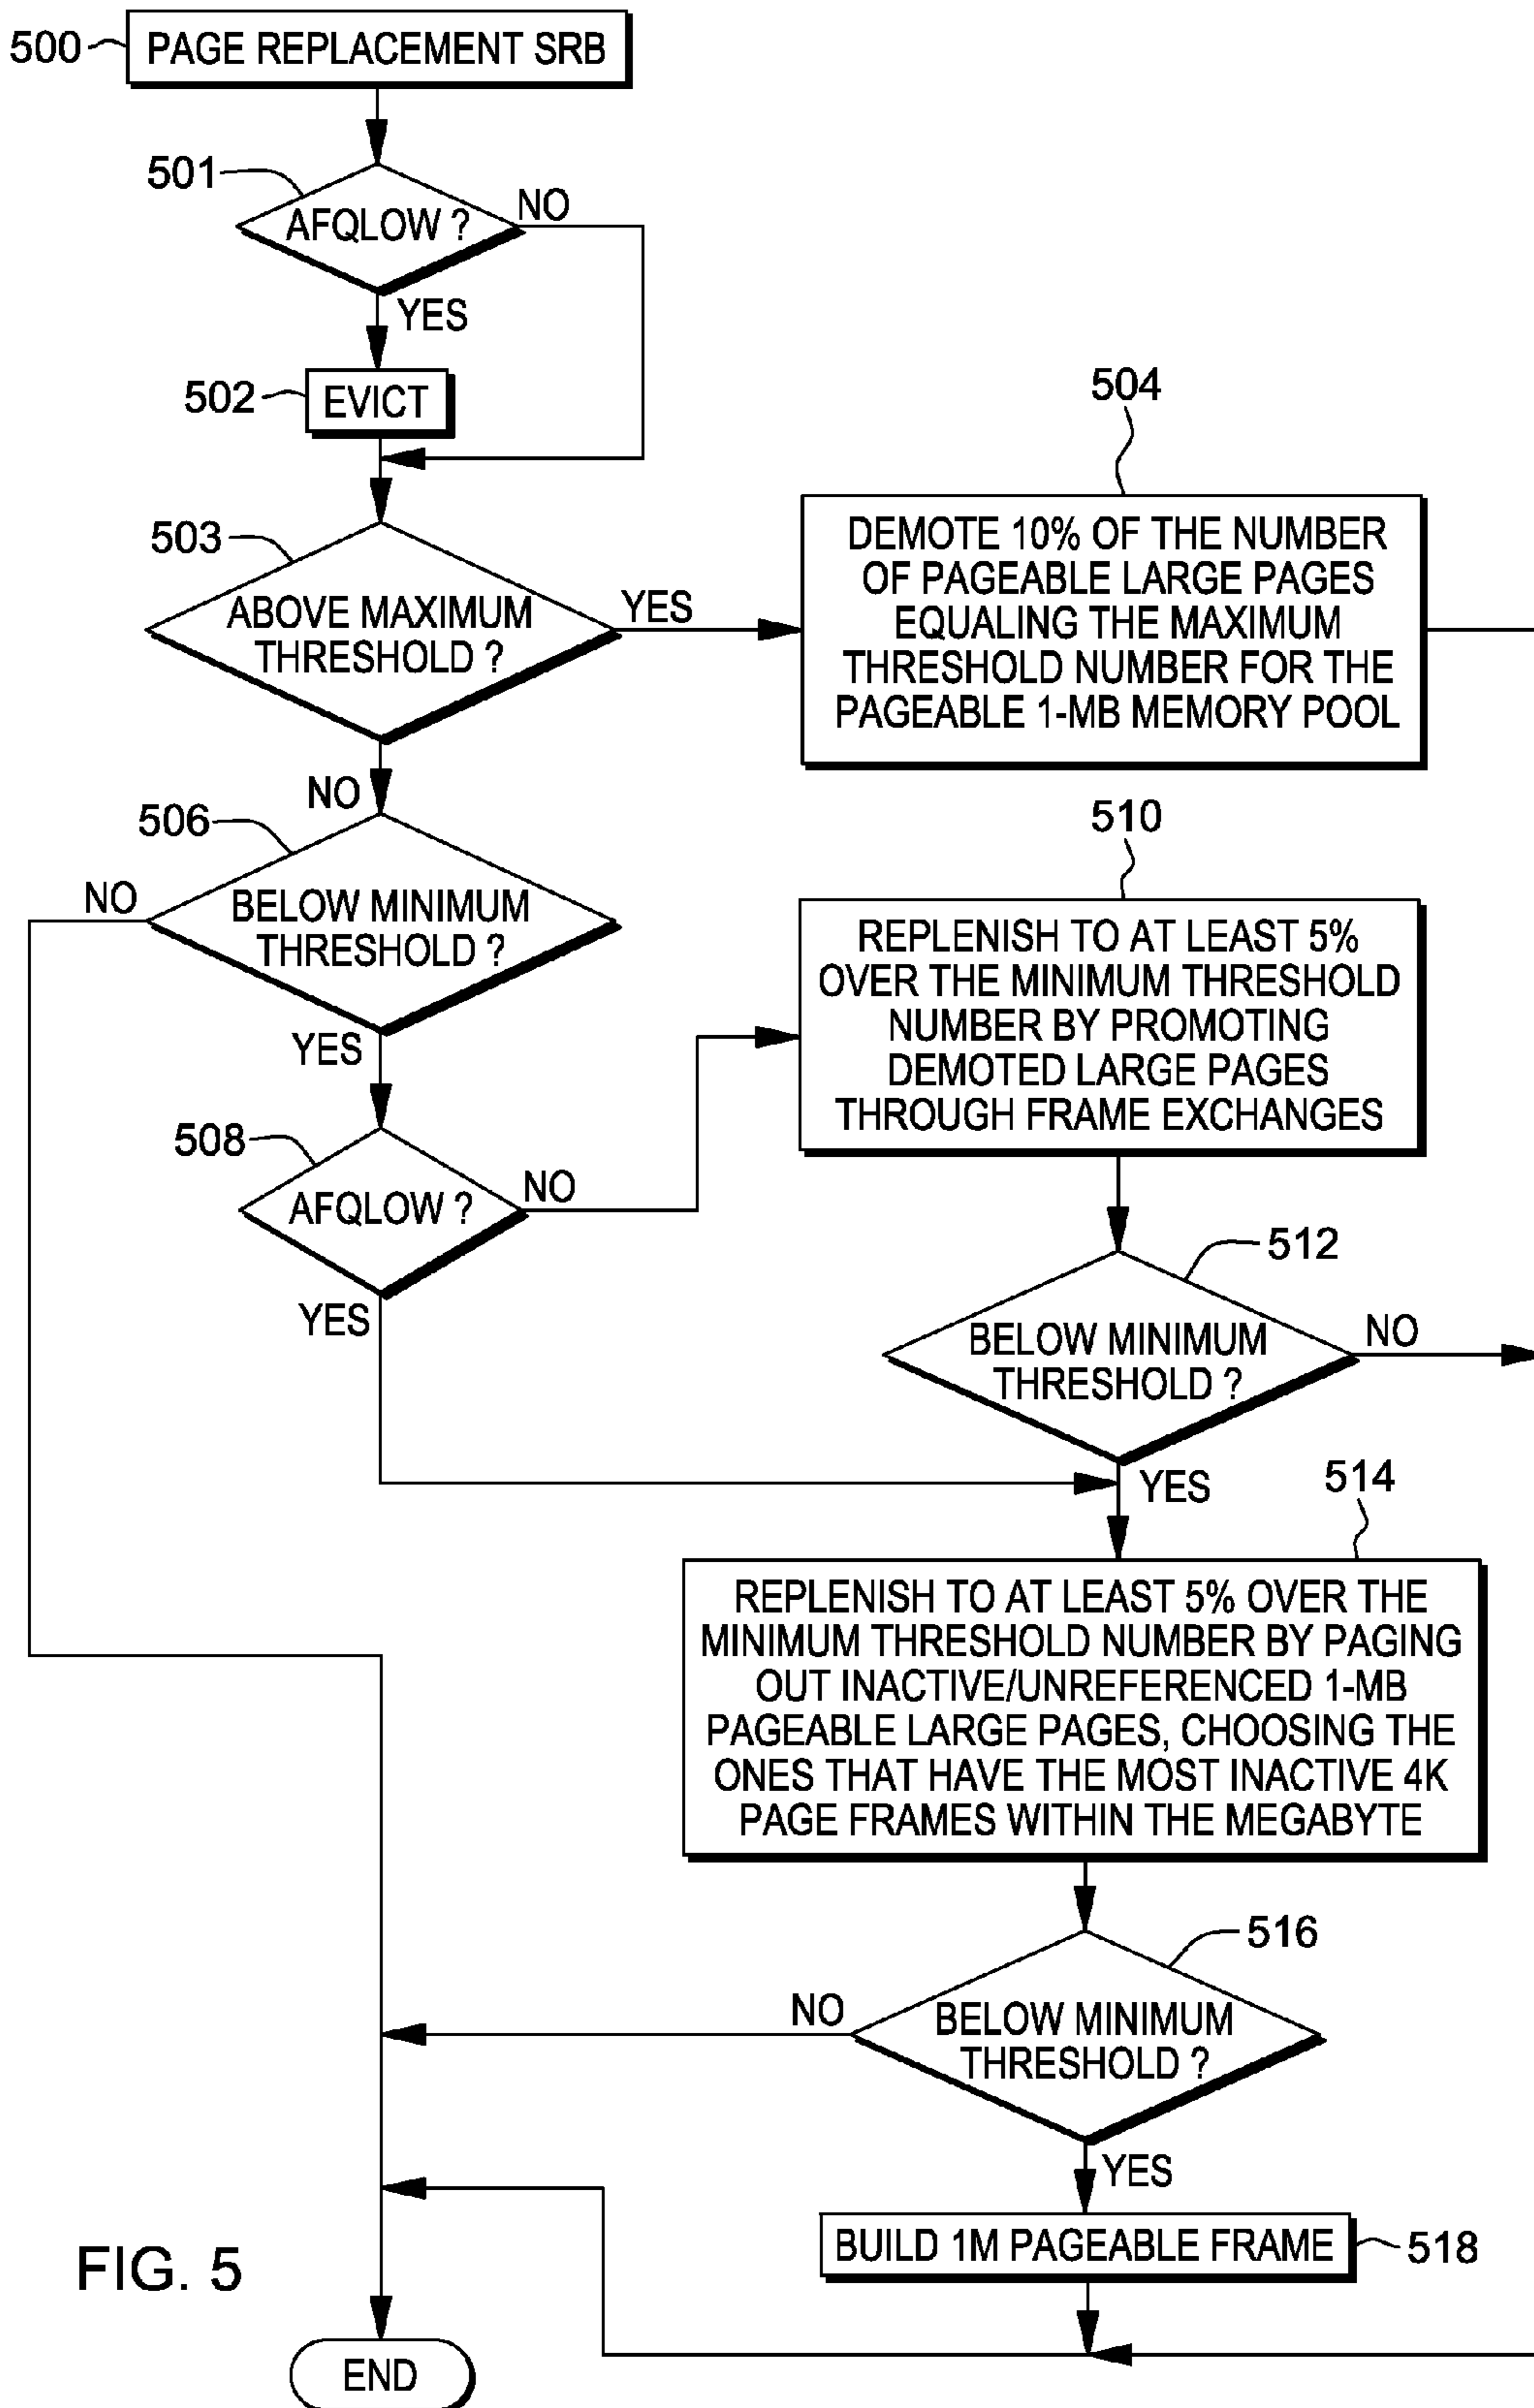 500
PAGE REPLACEMENT SRB
501
AFQLOW ?
NO
YES
502
EVICT
503
ABOVE MAXIMUM
THRESHOLD ?
YES
NO
504
DEMOTE 10% OF THE NUMBER
OF PAGEABLE LARGE PAGES
EQUALING THE MAXIMUM
THRESHOLD NUMBER FOR THE
PAGEABLE 1-MB MEMORY POOL
506
NO
BELOW MINIMUM
THRESHOLD ?
YES
508
AFQLOW ?
NO
YES
510
REPLENISH TO AT LEAST 5%
OVER THE MINIMUM THRESHOLD
NUMBER BY PROMOTING
DEMOTED LARGE PAGES
THROUGH FRAME EXCHANGES
512
BELOW MINIMUM
THRESHOLD ?
NO
YES
514
REPLENISH TO AT LEAST 5% OVER THE
MINIMUM THRESHOLD NUMBER BY PAGING
OUT INACTIVE/UNREFERENCED 1-MB
PAGEABLE LARGE PAGES, CHOOSING THE
ONES THAT HAVE THE MOST INACTIVE 4K
PAGE FRAMES WITHIN THE MEGABYTE
516
NO
BELOW MINIMUM
THRESHOLD ?
YES
BUILD 1M PAGEABLE FRAME
518
FIG. 5
END